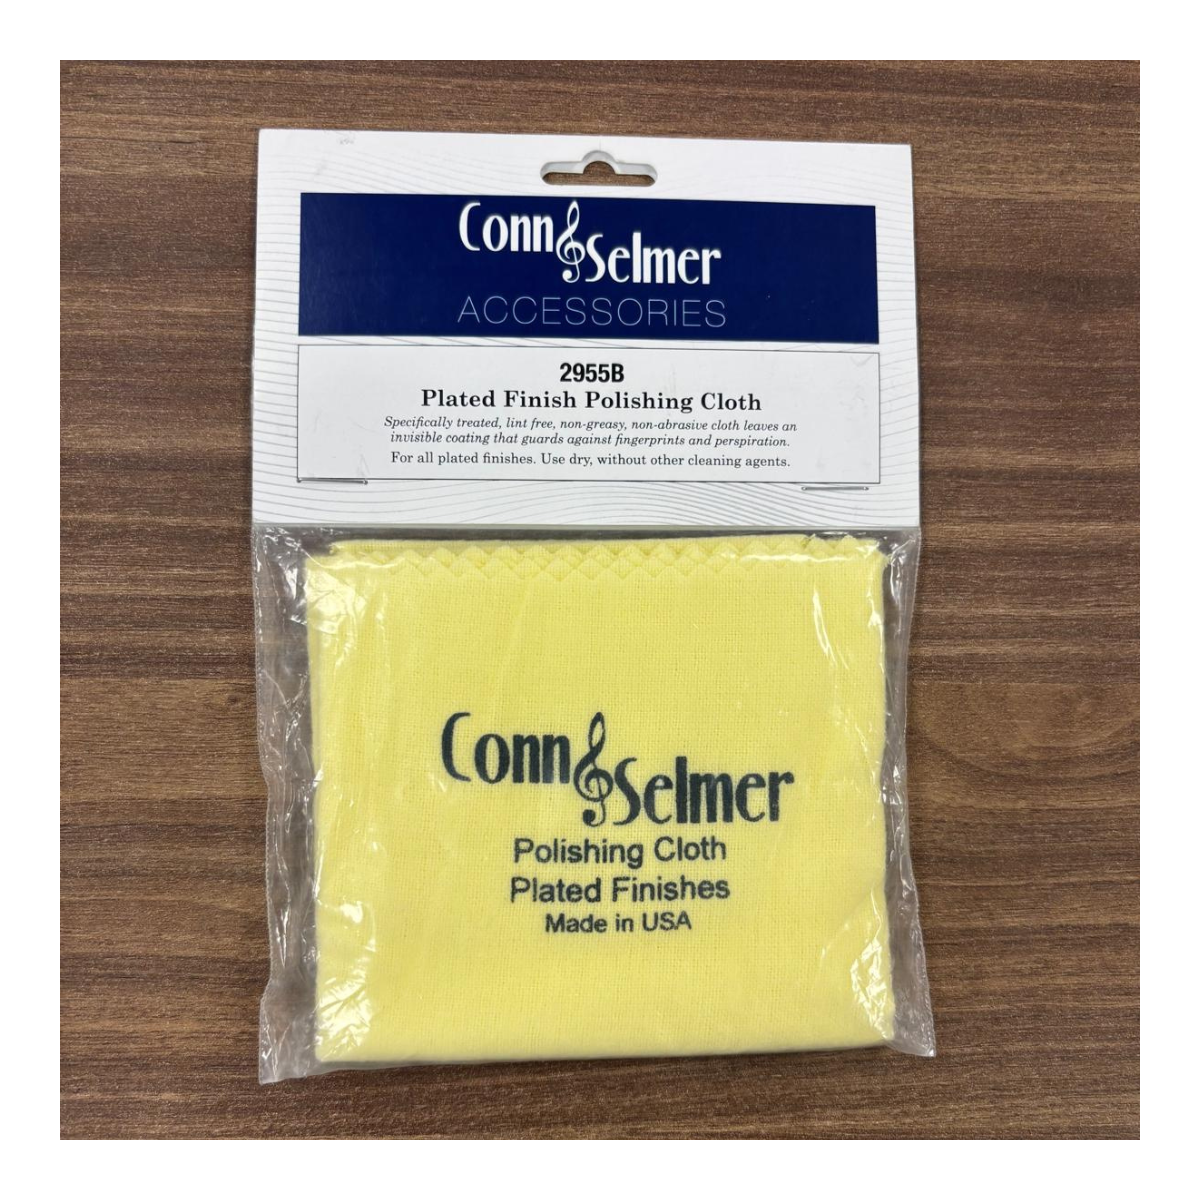 Conn Selmer
ACCESSORIES
2955B
Plated Finish Polishing Cloth
Specifically treated, lint free, non-greasy, non-abrasive cloth leaves an
invisible coating that guards against fingerprints and perspiration.
For all plated finishes. Use dry, without other cleaning agents.
Conn Selmer
Polishing Cloth
Plated Finishes
Made in USA